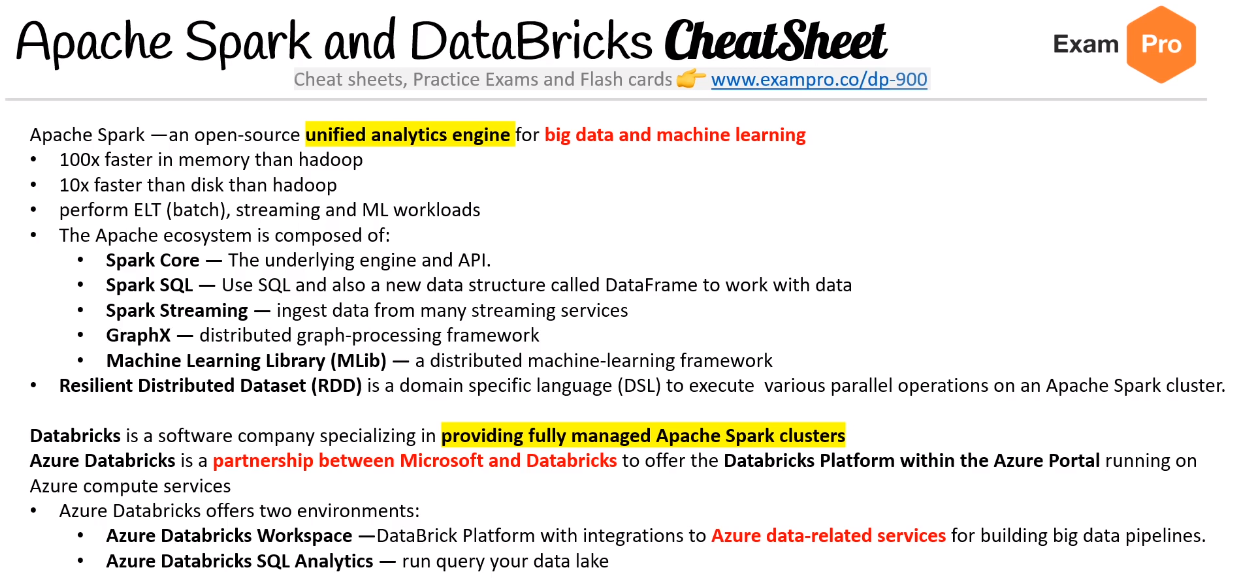 Apache Spark and DataBricks CheatSheet
Exam Pro
Cheat sheets, Practice Exams and Flash cards 👉 www.exampro.co/dp-900
Apache Spark —an open-source unified analytics engine for big data and machine learning
• 100x faster in memory than hadoop
• 10x faster than disk than hadoop
• perform ELT (batch), streaming and ML workloads
• The Apache ecosystem is composed of:
• Spark Core — The underlying engine and API.
• Spark SQL — Use SQL and also a new data structure called DataFrame to work with data
• Spark Streaming — ingest data from many streaming services
• GraphX — distributed graph-processing framework
• Machine Learning Library (MLib) — a distributed machine-learning framework
• Resilient Distributed Dataset (RDD) is a domain specific language (DSL) to execute  various parallel operations on an Apache Spark cluster.
Databricks is a software company specializing in providing fully managed Apache Spark clusters
Azure Databricks is a partnership between Microsoft and Databricks to offer the Databricks Platform within the Azure Portal running on
Azure compute services
• Azure Databricks offers two environments:
• Azure Databricks Workspace —DataBrick Platform with integrations to Azure data-related services for building big data pipelines.
• Azure Databricks SQL Analytics — run query your data lake